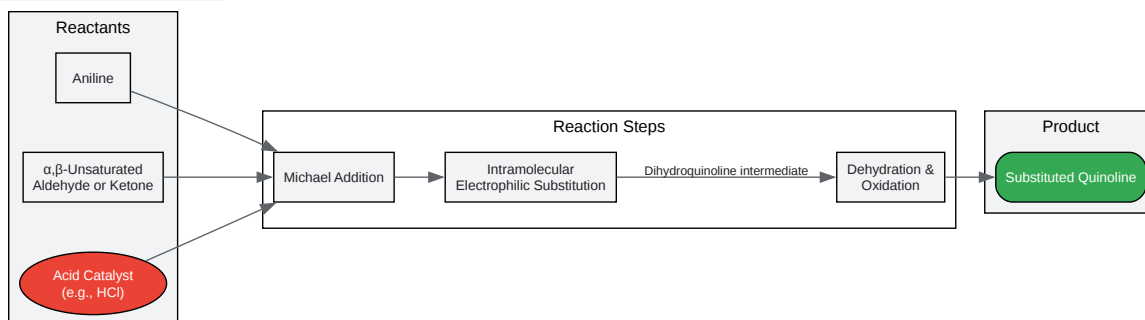 Reactants
Aniline
α,β-Unsaturated
Aldehyde or Ketone
Acid Catalyst
(e.g., HCl)
Reaction Steps
Michael Addition
Intramolecular
Electrophilic Substitution
Dihydroquinoline intermediate
Dehydration &
Oxidation
Product
Substituted Quinoline